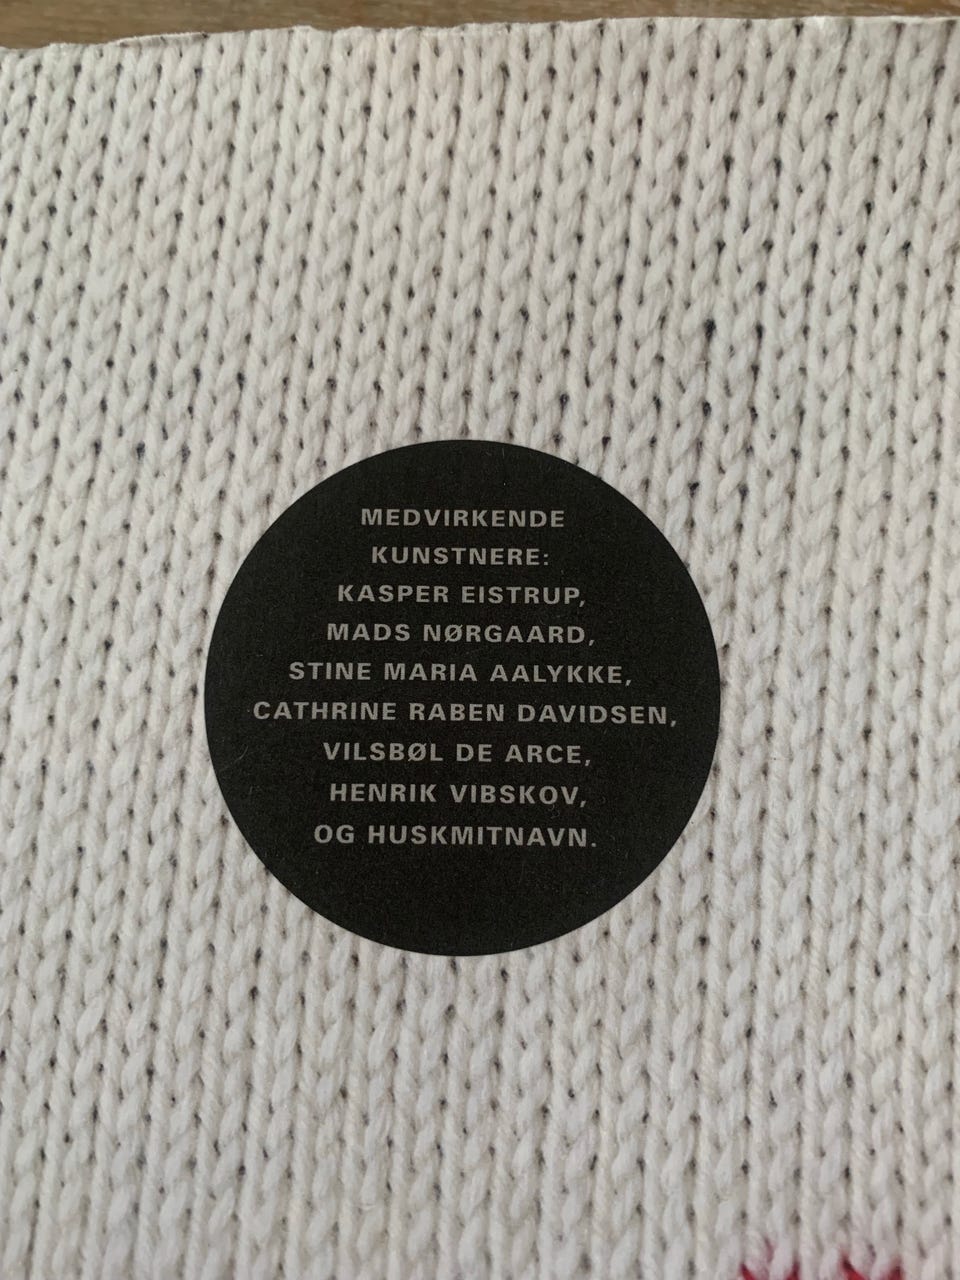 MEDVIRKENDE
KUNSTNERE:
KASPER EISTRUP,
MADS NØRGAARD,
STINE MARIA AALYKKE,
CATHRINE RABEN DAVIDSEN,
VILSBØL DE ARCE,
HENRIK VIBSKOV,
OG HUSKMITNAVN.